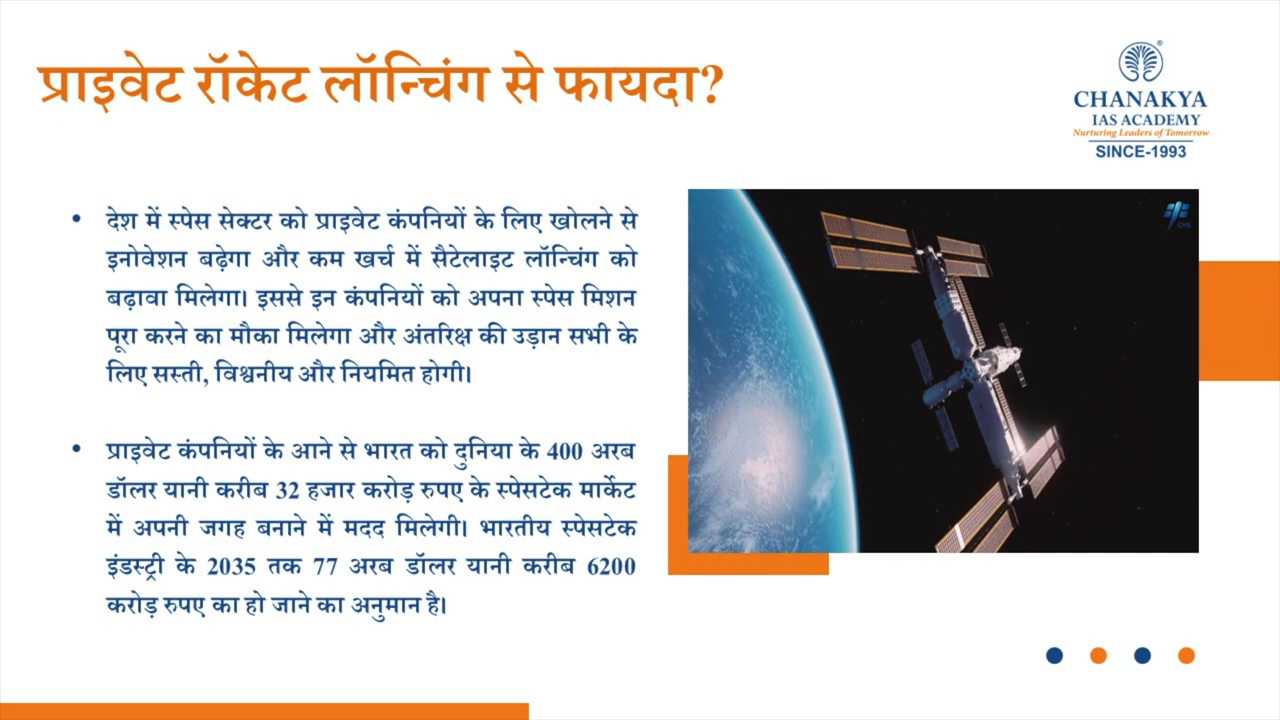 प्राइवेट रॉकेट लॉन्चिंग से फायदा?
®
CHANAKYA
IAS ACADEMY
Nurturing Leaders of Tomorrow
SINCE-1993
• देश में स्पेस सेक्टर को प्राइवेट कंपनियों के लिए खोलने से
इनोवेशन बढ़ेगा और कम खर्च में सैटेलाइट लॉन्चिंग को
बढ़ावा मिलेगा। इससे इन कंपनियों को अपना स्पेस मिशन
पूरा करने का मौका मिलेगा और अंतरिक्ष की उड़ान सभी के
लिए सस्ती, विश्वनीय और नियमित होगी।
• प्राइवेट कंपनियों के आने से भारत को दुनिया के 400 अरब
डॉलर यानी करीब 32 हजार करोड़ रुपए के स्पेसटेक मार्केट
में अपनी जगह बनाने में मदद मिलेगी। भारतीय स्पेसटेक
इंडस्ट्री के 2035 तक 77 अरब डॉलर यानी करीब 6200
करोड़ रुपए का हो जाने का अनुमान है।
CMS